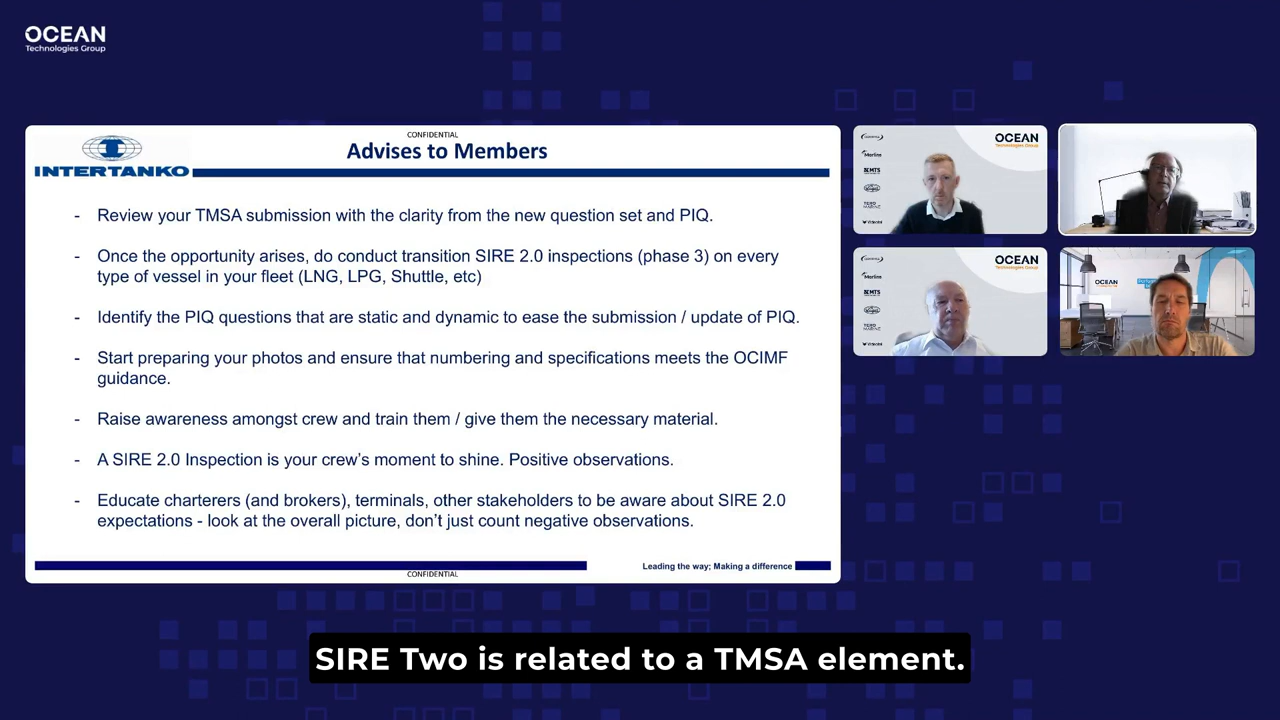 OCEAN
Technologies Group
CONFIDENTIAL
INTERTANKO
Advises to Members
- Review your TMSA submission with the clarity from the new question set and PIQ.
- Once the opportunity arises, do conduct transition SIRE 2.0 inspections (phase 3) on every
type of vessel in your fleet (LNG, LPG, Shuttle, etc)
- Identify the PIQ questions that are static and dynamic to ease the submission / update of PIQ.
- Start preparing your photos and ensure that numbering and specifications meets the OCIMF
guidance.
- Raise awareness amongst crew and train them / give them the necessary material.
- A SIRE 2.0 Inspection is your crew's moment to shine. Positive observations.
- Educate charterers (and brokers), terminals, other stakeholders to be aware about SIRE 2.0
expectations - look at the overall picture, don't just count negative observations.
Leading the way; Making a difference
CONFIDENTIAL
OCEAN
Technologies Group
MTS
OCEAN
Technologies Group
MTS
OCEAN
SIRE Two is related to a TMSA element.